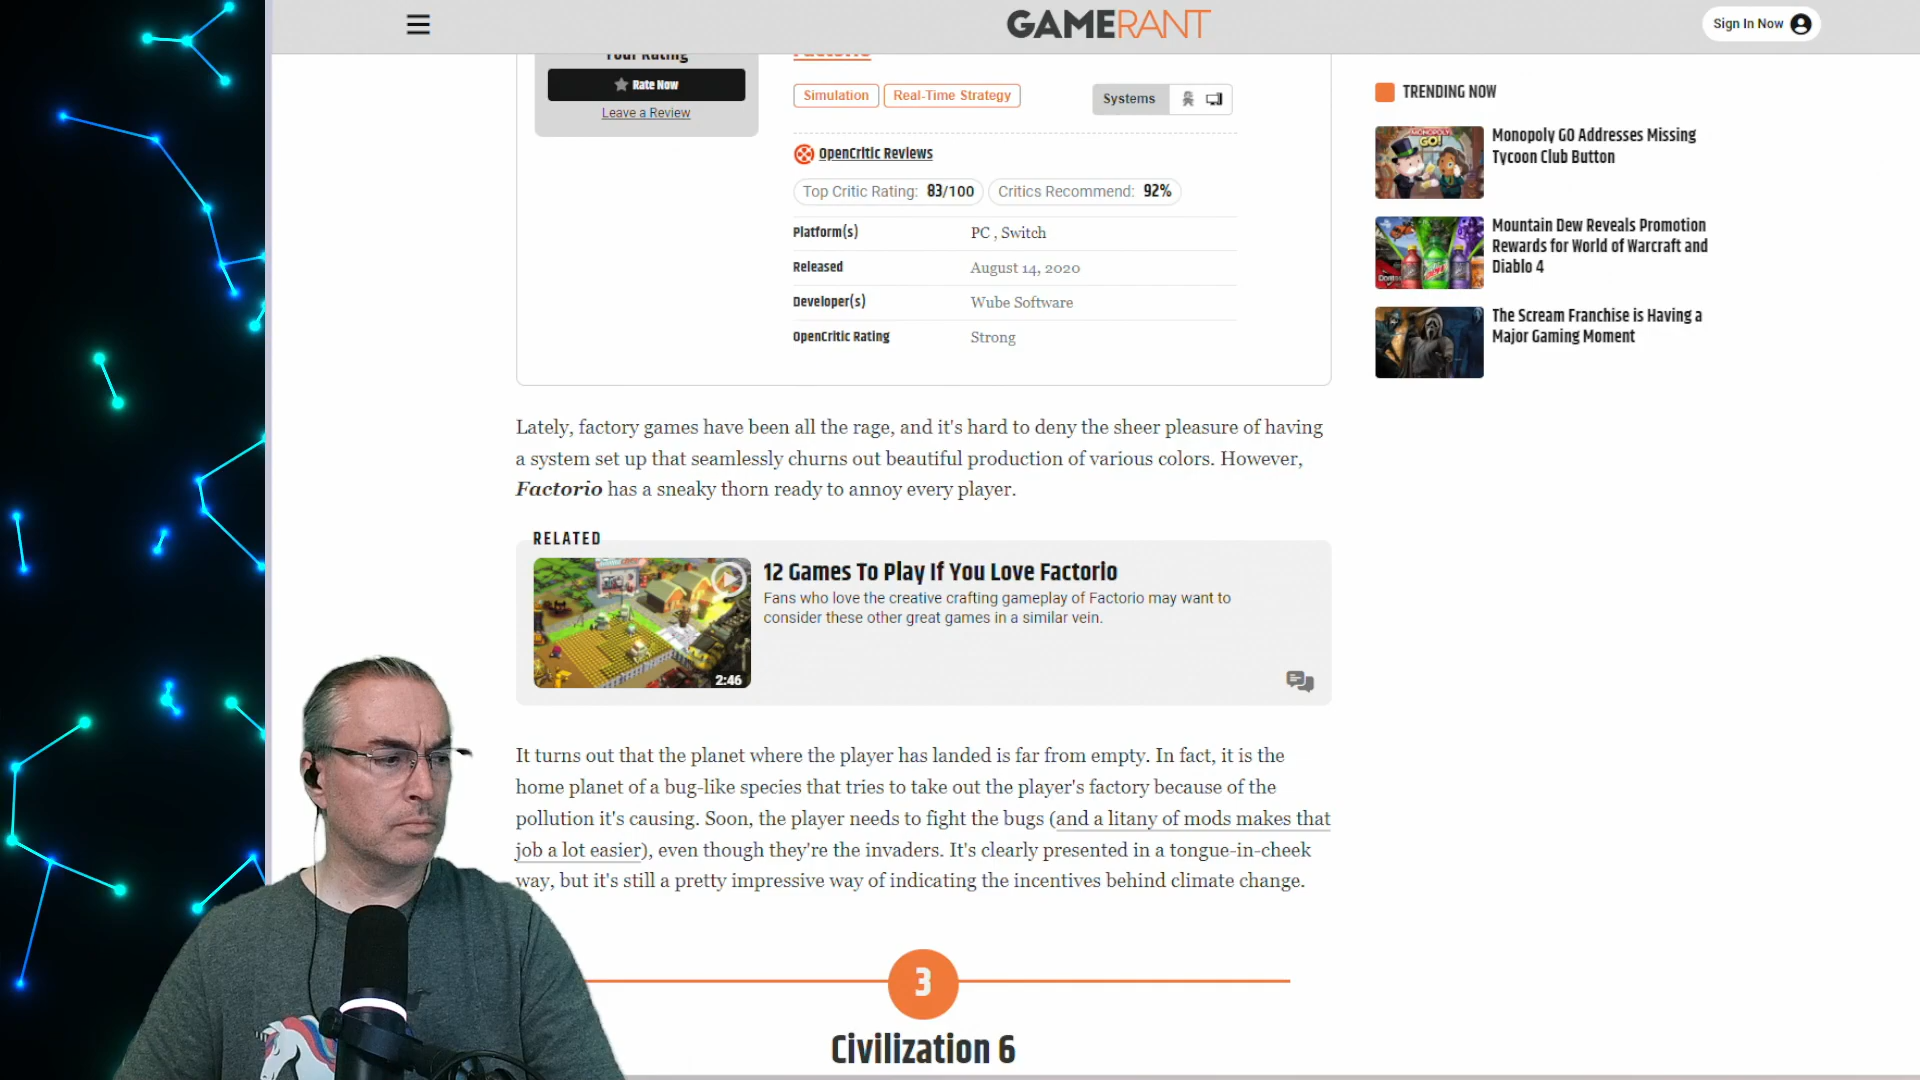 GAMERANT
Sign In Now
Your Rating
Rate Now
Leave a Review
Factorio
Simulation
Real-Time Strategy
Systems
OpenCritic Reviews
Top Critic Rating: 83/100
Critics Recommend: 92%
Platform(s) PC , Switch
Released August 14, 2020
Developer(s) Wube Software
OpenCritic Rating Strong
Lately, factory games have been all the rage, and it's hard to deny the sheer pleasure of having
a system set up that seamlessly churns out beautiful production of various colors. However,
Factorio has a sneaky thorn ready to annoy every player.
RELATED
2:46
12 Games To Play If You Love Factorio
Fans who love the creative crafting gameplay of Factorio may want to
consider these other great games in a similar vein.
It turns out that the planet where the player has landed is far from empty. In fact, it is the
home planet of a bug-like species that tries to take out the player's factory because of the
pollution it's causing. Soon, the player needs to fight the bugs (and a litany of mods makes that
job a lot easier), even though they're the invaders. It's clearly presented in a tongue-in-cheek
way, but it's still a pretty impressive way of indicating the incentives behind climate change.
3
Civilization 6
TRENDING NOW
MONOPOLY
GO!
Monopoly GO Addresses Missing
Tycoon Club Button
Mountain Dew Reveals Promotion
Rewards for World of Warcraft and
Diablo 4
The Scream Franchise is Having a
Major Gaming Moment